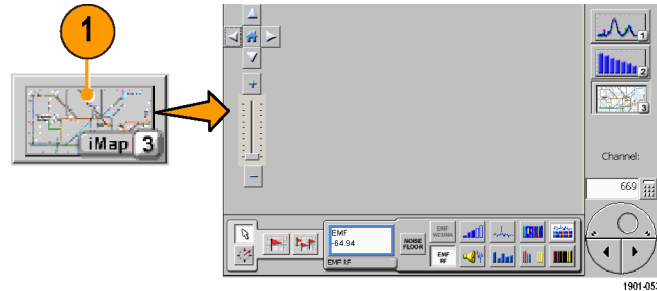 1
iMap 3
1
2
3
Channel:
669
EMF
-64.94
EMF RF
NOISE
FLOOR
EMF
WCDMA
EMF
RF
1901-053